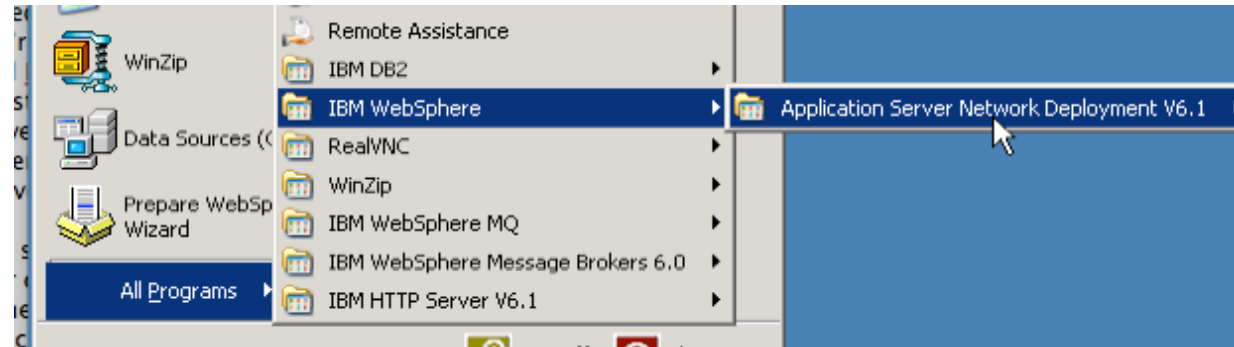 WinZip
Data Sources
Prepare
Wizard
All Programs
Remote Assistance
IBM DB2
IBM WebSphere
RealVNC
WinZip
IBM WebSphere MQ
IBM WebSphere Message Brokers 6.0
IBM HTTP Server V6.1
Application Server Network Deployment V6.1